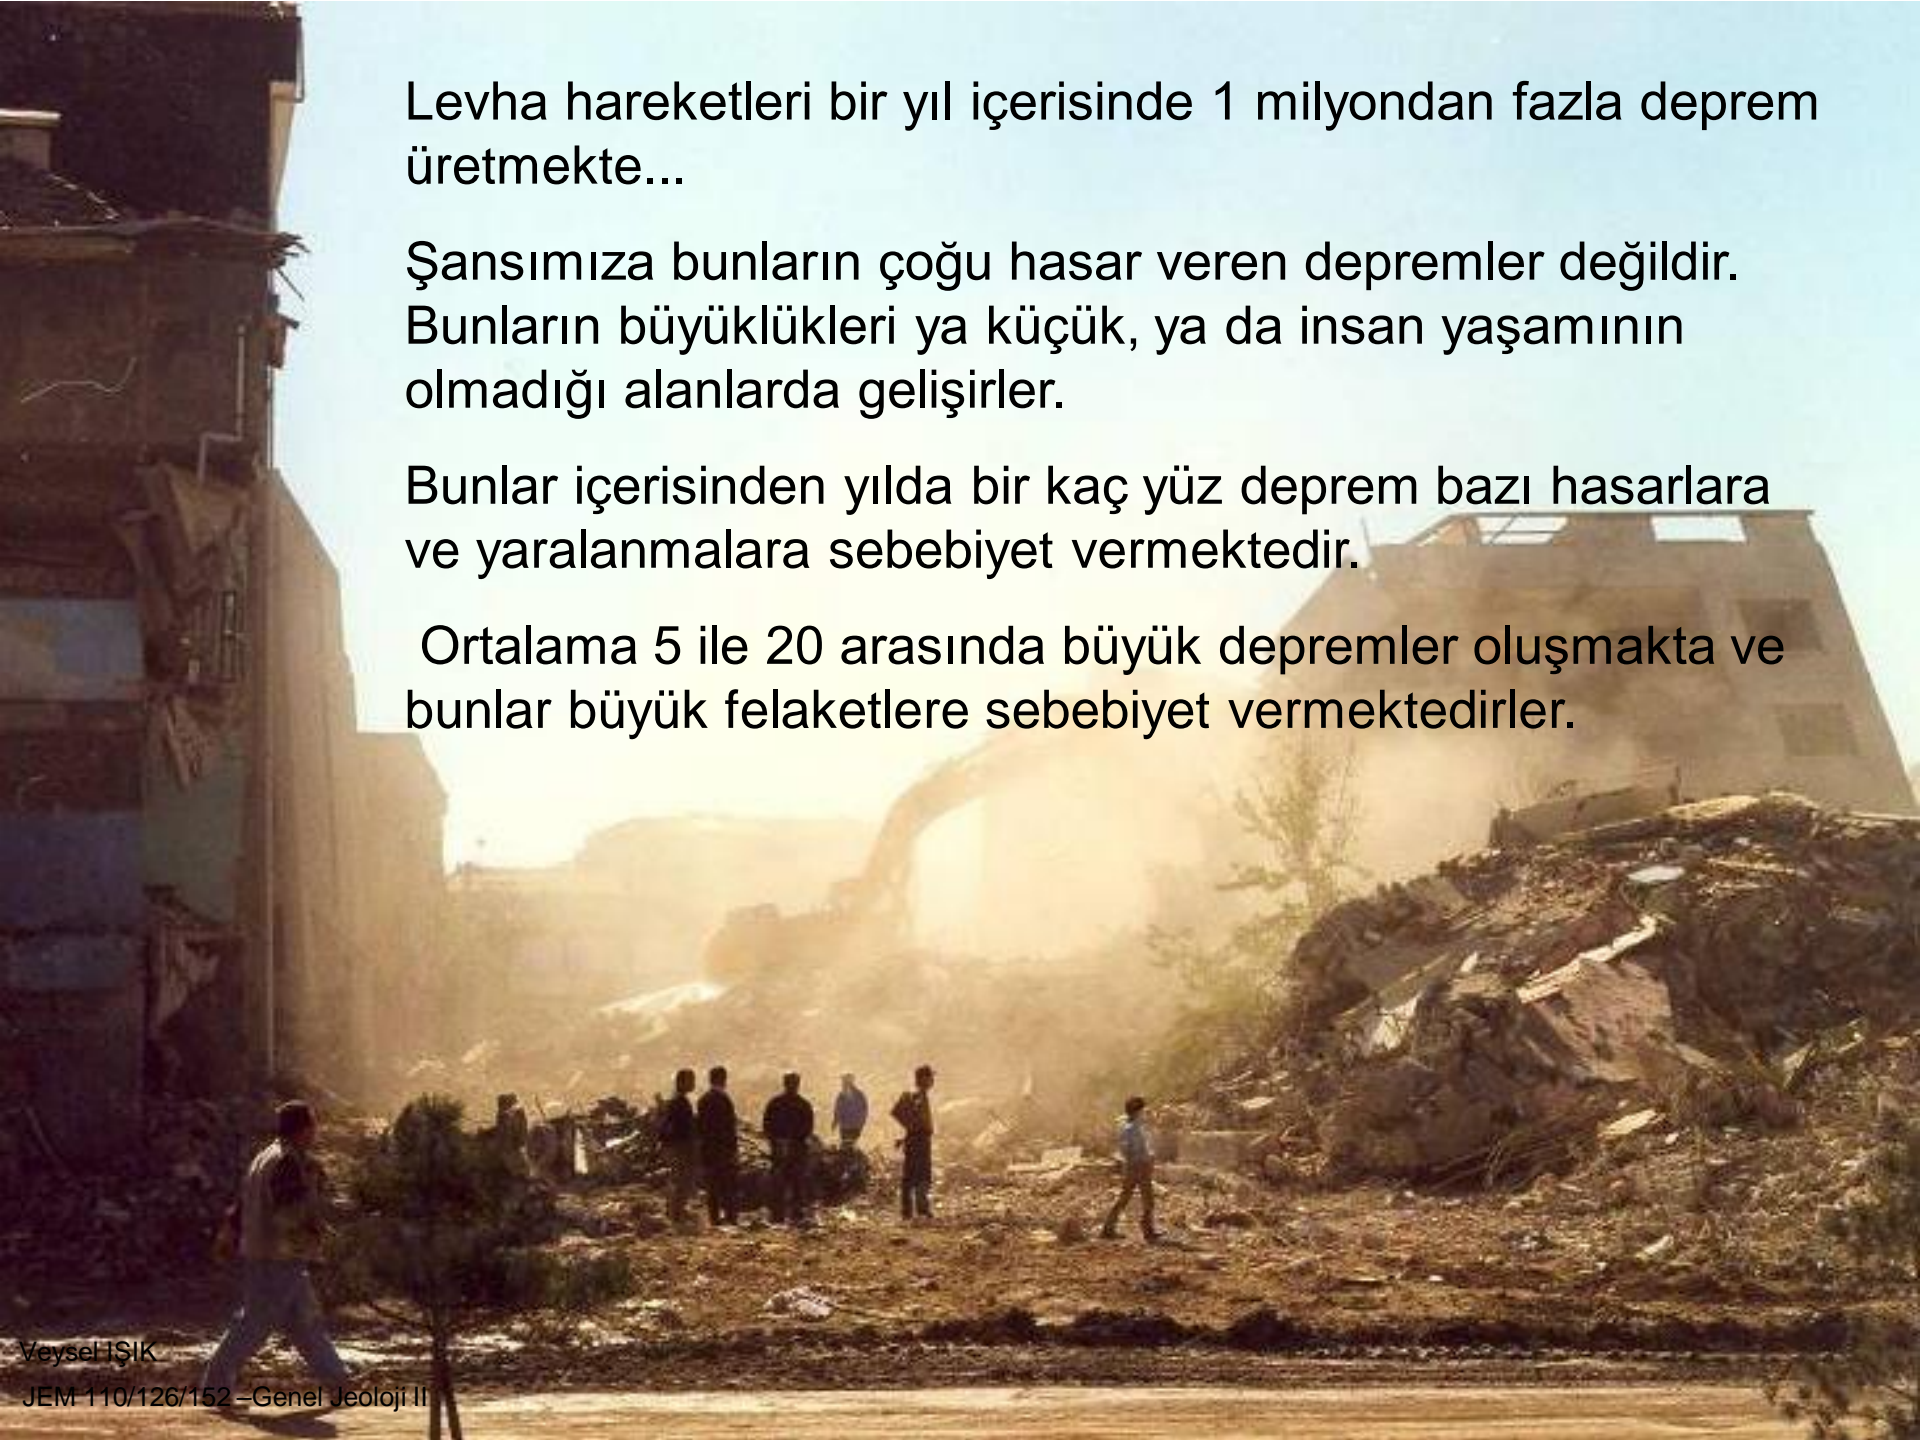 Levha hareketleri bir yıl içerisinde 1 milyondan fazla deprem
üretmekte...
Şansımıza bunların çoğu hasar veren depremler değildir.
Bunların büyüklükleri ya küçük, ya da insan yaşamının
olmadığı alanlarda gelişirler.
Bunlar içerisinden yılda bir kaç yüz deprem bazı hasarlara
ve yaralanmalara sebebiyet vermektedir.
Ortalama 5 ile 20 arasında büyük depremler oluşmakta ve
bunlar büyük felaketlere sebebiyet vermektedirler.
Veysel IŞIK
JEM 110/126/152 –Genel Jeoloji II